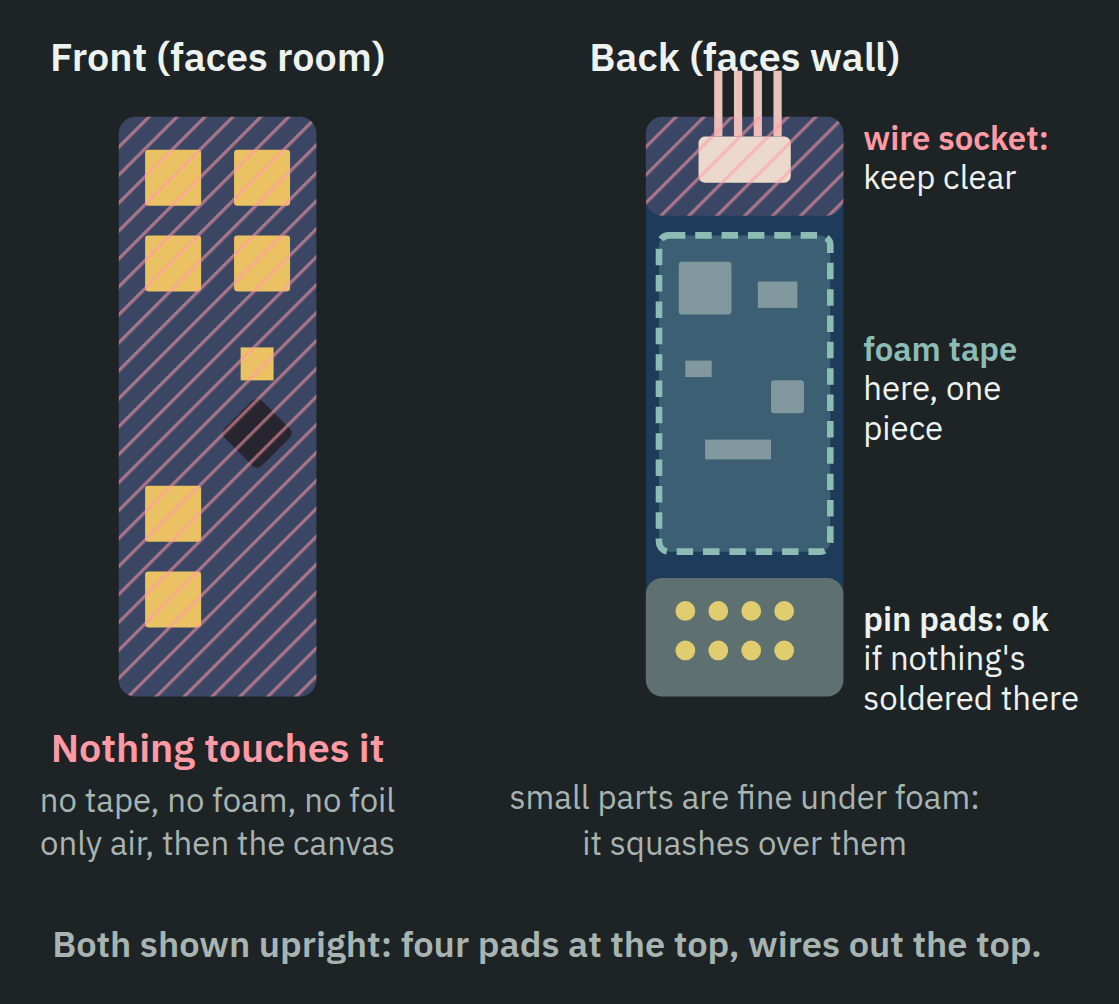 Front (faces room)
Back (faces wall)
wire socket:
keep clear
foam tape
here, one
piece
pin pads: ok
if nothing's
soldered there
Nothing touches it
no tape, no foam, no foil
only air, then the canvas
small parts are fine under foam:
it squashes over them
Both shown upright: four pads at the top, wires out the top.